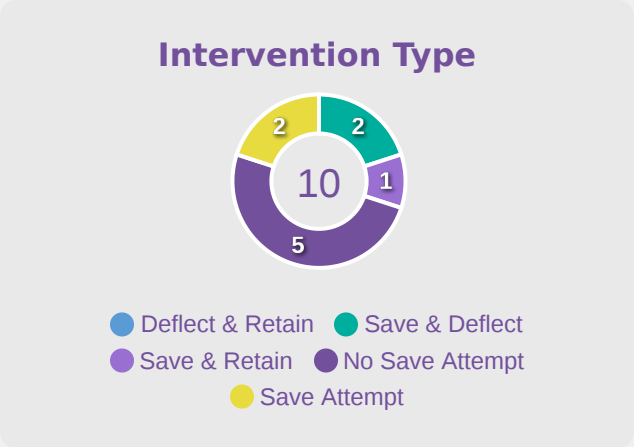 Intervention Type
2 2
10 1
5
Deflect & Retain Save & Deflect
Save & Retain No Save Attempt
Save Attempt